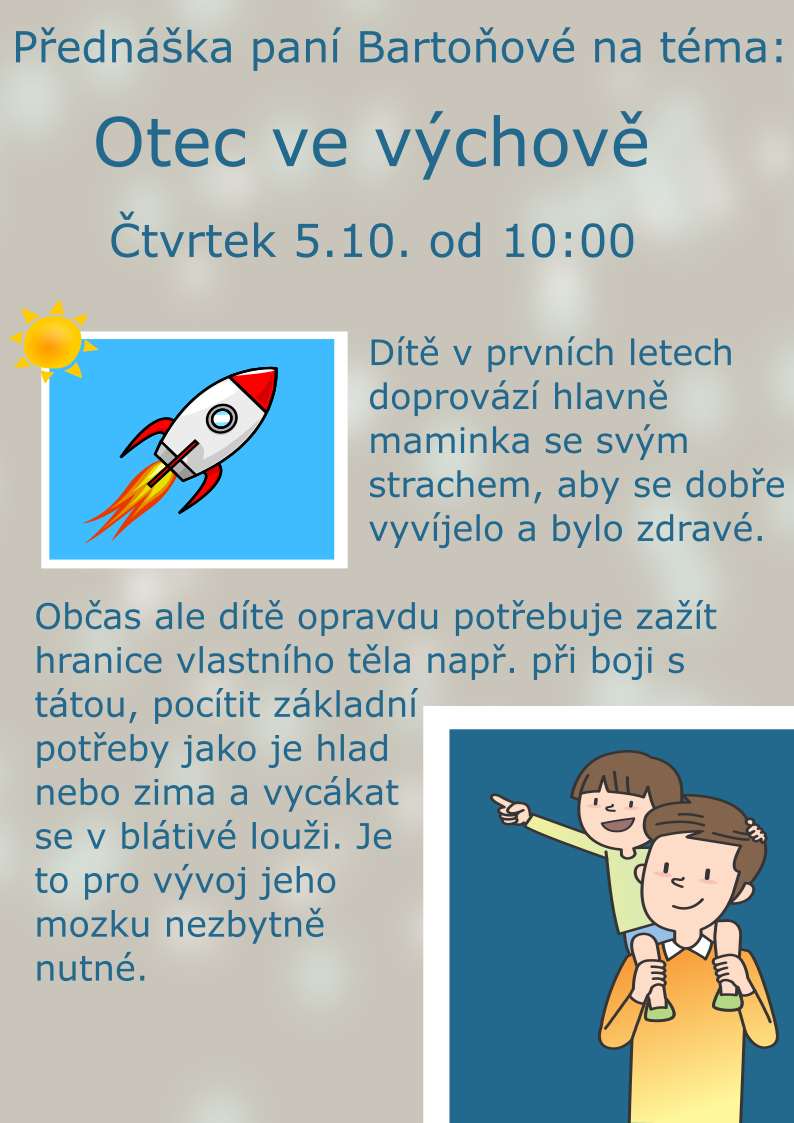 Přednáška paní Bartoňové na téma:
Otec ve výchově
Čtvrtek 5.10. od 10:00
Dítě v prvních letech
doprovází hlavně
maminka se svým
strachem, aby se dobře
vyvíjelo a bylo zdravé.
Občas ale dítě opravdu potřebuje zažít
hranice vlastního těla např. při boji s
tátou, pocítit základní
potřeby jako je hlad
nebo zima a vycákat
se v blátivé louži. Je
to pro vývoj jeho
mozku nezbytně
nutné.